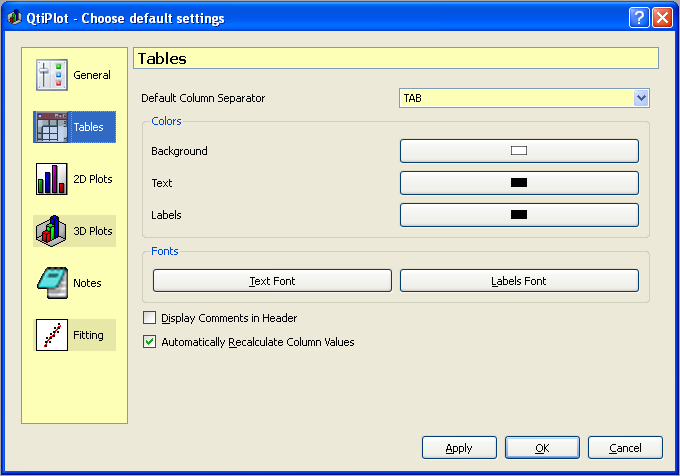 QtiPlot - Choose default settings
General
Tables
2D Plots
3D Plots
Notes
Fitting
Tables
Default Column Separator TAB
Colors
Background
Text
Labels
Fonts
Text Font Labels Font
Display Comments in Header
Automatically Recalculate Column Values
Apply OK Cancel